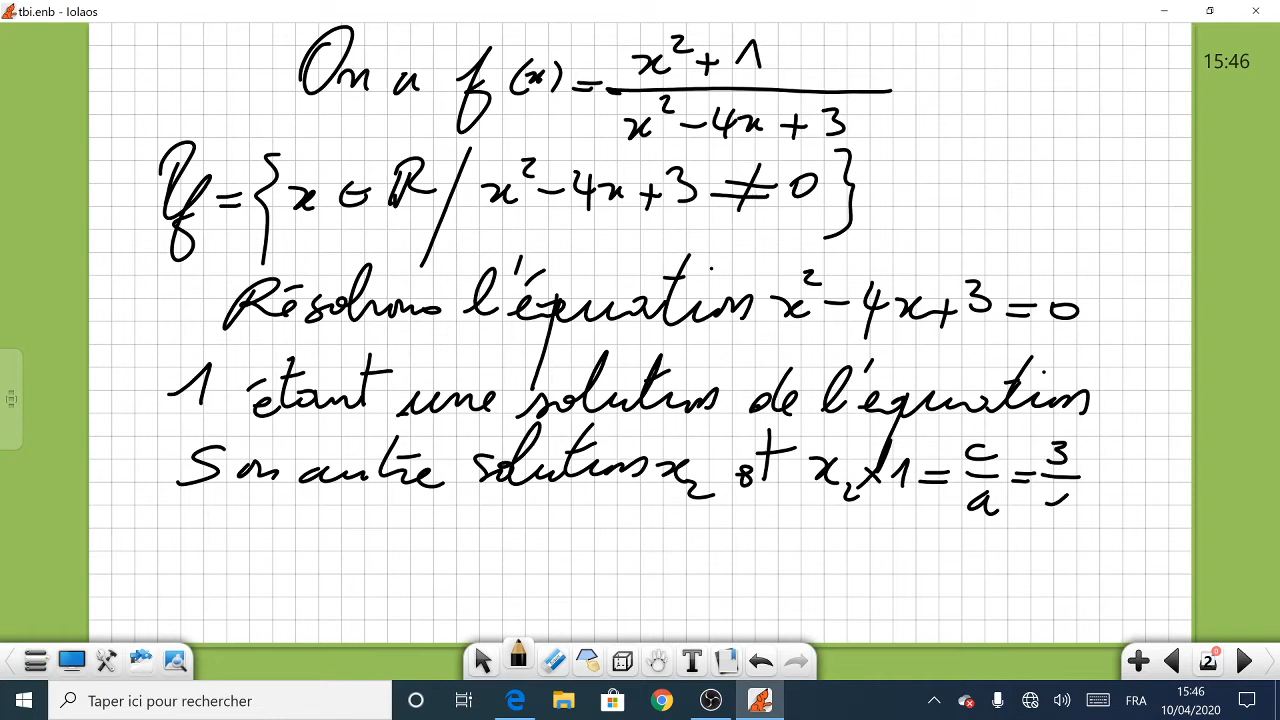 tbi.enb - Iolaos
15:46
On a f(x) = (x² + 1) / (x² - 4x + 3)
Df = { x ∈ ℝ / x² - 4x + 3 ≠ 0 }
Résolvons l'équation x² - 4x + 3 = 0
1 étant une solution de l'équation
Son autre solution x₂ est x₂ × 1 = c/a = 3/
T
2
0
Taper ici pour rechercher
FRA
15:46
10/04/2020